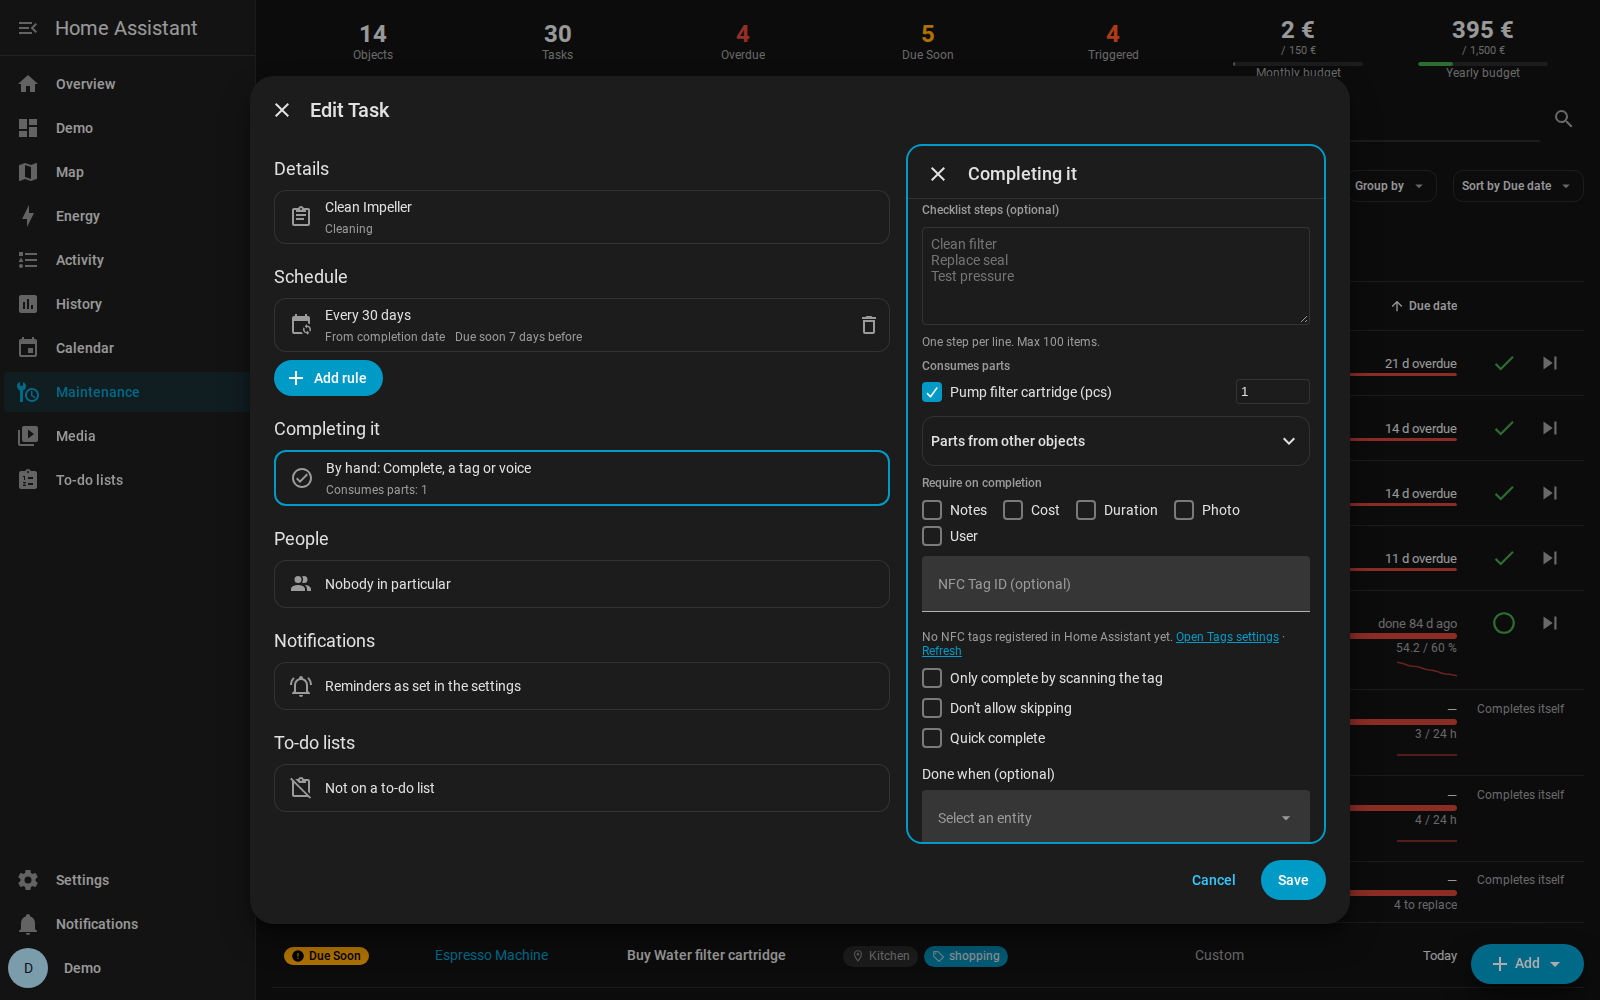 Home Assistant
Overview
Demo
Map
Energy
Activity
History
Calendar
Maintenance
Media
To-do lists
Settings
Notifications
D
Demo
14
Objects
30
Tasks
4
Overdue
5
Due Soon
4
Triggered
2 €
/ 150 €
Monthly budget
395 €
/ 1,500 €
Yearly budget
Edit Task
Details
Clean Impeller
Cleaning
Schedule
Every 30 days
From completion date Due soon 7 days before
Add rule
Completing it
By hand: Complete, a tag or voice
Consumes parts: 1
People
Nobody in particular
Notifications
Reminders as set in the settings
To-do lists
Not on a to-do list
Completing it
Checklist steps (optional)
Clean filter
Replace seal
Test pressure
One step per line. Max 100 items.
Consumes parts
Pump filter cartridge (pcs) 1
Parts from other objects
Require on completion
Notes Cost Duration Photo
User
NFC Tag ID (optional)
No NFC tags registered in Home Assistant yet. Open Tags settings ·
Refresh
Only complete by scanning the tag
Don't allow skipping
Quick complete
Done when (optional)
Select an entity
Cancel Save
Group by Sort by Due date
Due date
21 d overdue
14 d overdue
14 d overdue
11 d overdue
done 84 d ago
54.2 / 60 %
— Completes itself
3 / 24 h
— Completes itself
4 / 24 h
— Completes itself
4 to replace
Due Soon Espresso Machine Buy Water filter cartridge Kitchen shopping Custom Today
Add